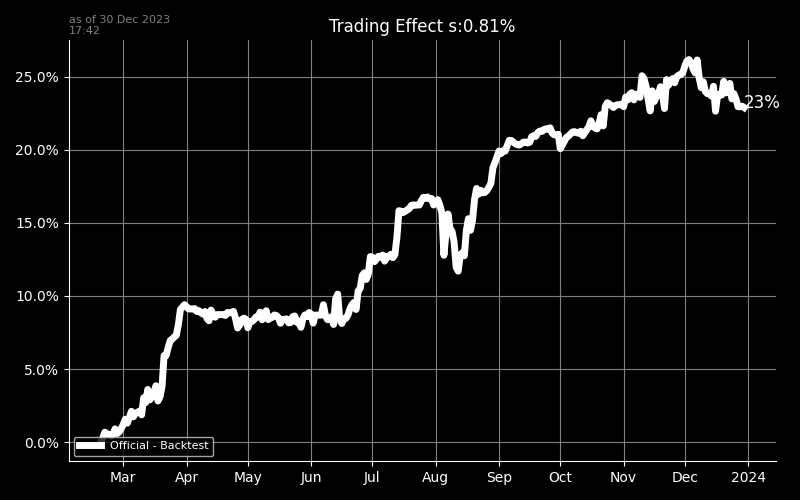 as of 30 Dec 2023
17:42
Trading Effect s:0.81%
25.0%
20.0%
15.0%
10.0%
5.0%
0.0%
23%
Official - Backtest
Mar Apr May Jun Jul Aug Sep Oct Nov Dec 2024